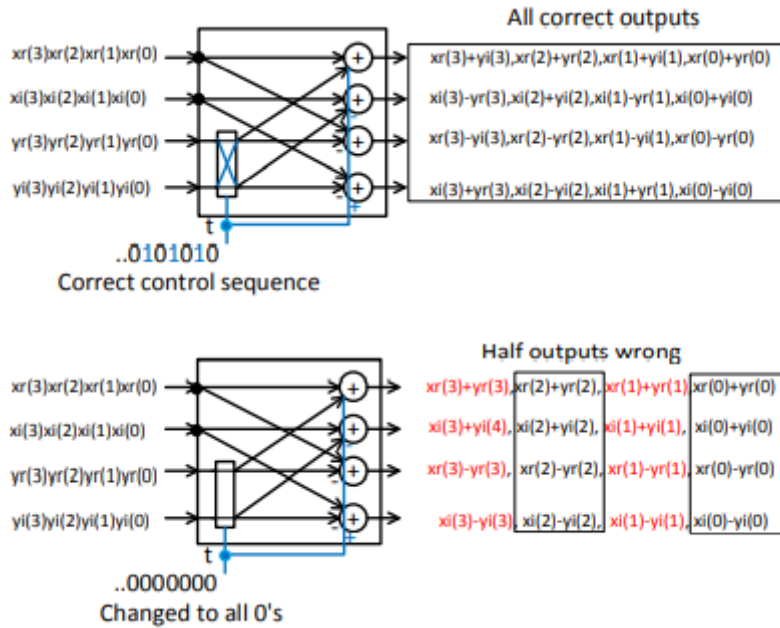 All correct outputs
xr(3)xr(2)xr(1)xr(0)
xi(3)xi(2)xi(1)xi(0)
yr(3)yr(2)yr(1)yr(0)
yi(3)yi(2)yi(1)yi(0)
+
+
-
+
-
+
-
+
xr(3)+yi(3),xr(2)+yr(2),xr(1)+yi(1),xr(0)+yr(0)
xi(3)-yr(3),xi(2)+yi(2),xi(1)-yr(1),xi(0)+yi(0)
xr(3)-yi(3),xr(2)-yr(2),xr(1)-yi(1),xr(0)-yr(0)
xi(3)+yr(3),xi(2)-yi(2),xi(1)+yr(1),xi(0)-yi(0)
t
..0101010
Correct control sequence
Half outputs wrong
xr(3)xr(2)xr(1)xr(0)
xi(3)xi(2)xi(1)xi(0)
yr(3)yr(2)yr(1)yr(0)
yi(3)yi(2)yi(1)yi(0)
+
+
-
+
-
+
+
xr(3)+yr(3),xr(2)+yr(2), xr(1)+yr(1),xr(0)+yr(0)
xi(3)+yi(4), xi(2)+yi(2), xi(1)+yi(1), xi(0)+yi(0)
xr(3)-yr(3), xr(2)-yr(2), xr(1)-yr(1), xr(0)-yr(0)
xi(3)-yi(3), xi(2)-yi(2), xi(1)-yi(1), xi(0)-yi(0)
t
..0000000
Changed to all 0's